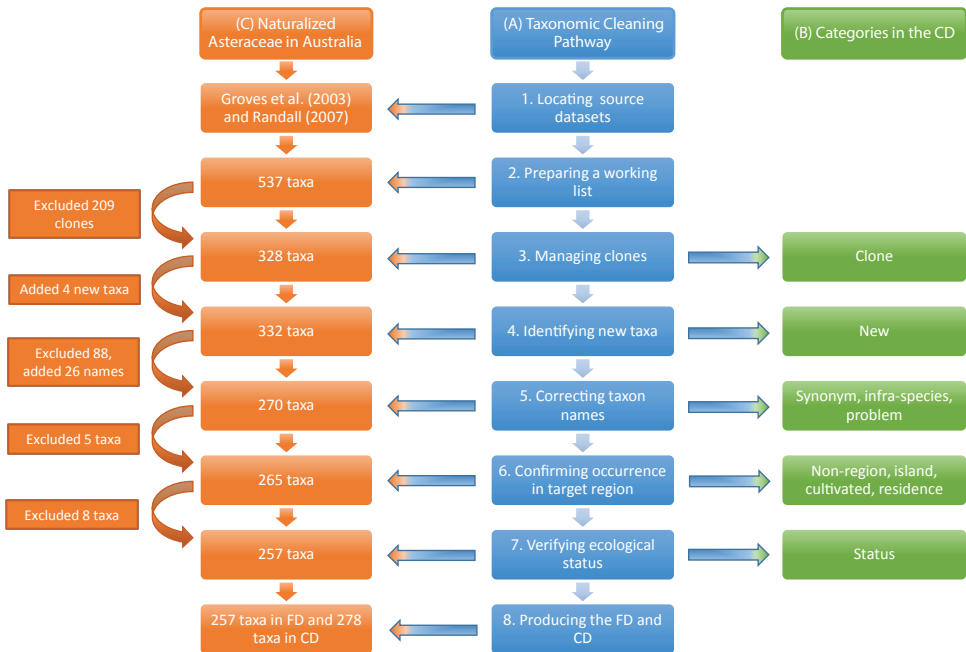 (C) Naturalized
Asteraceae in Australia
(A) Taxonomic Cleaning
Pathway
(B) Categories in the CD
Groves et al. (2003)
and Randall (2007)
1. Locating source
datasets
537 taxa
2. Preparing a working
list
Excluded 209
clones
328 taxa
3. Managing clones
Clone
Added 4 new taxa
332 taxa
4. Identifying new taxa
New
Excluded 88,
added 26 names
270 taxa
5. Correcting taxon
names
Synonym, infra-species,
problem
Excluded 5 taxa
265 taxa
6. Confirming occurrence
in target region
Non-region, island,
cultivated, residence
Excluded 8 taxa
257 taxa
7. Verifying ecological
status
Status
257 taxa in FD and 278
taxa in CD
8. Producing the FD and
CD